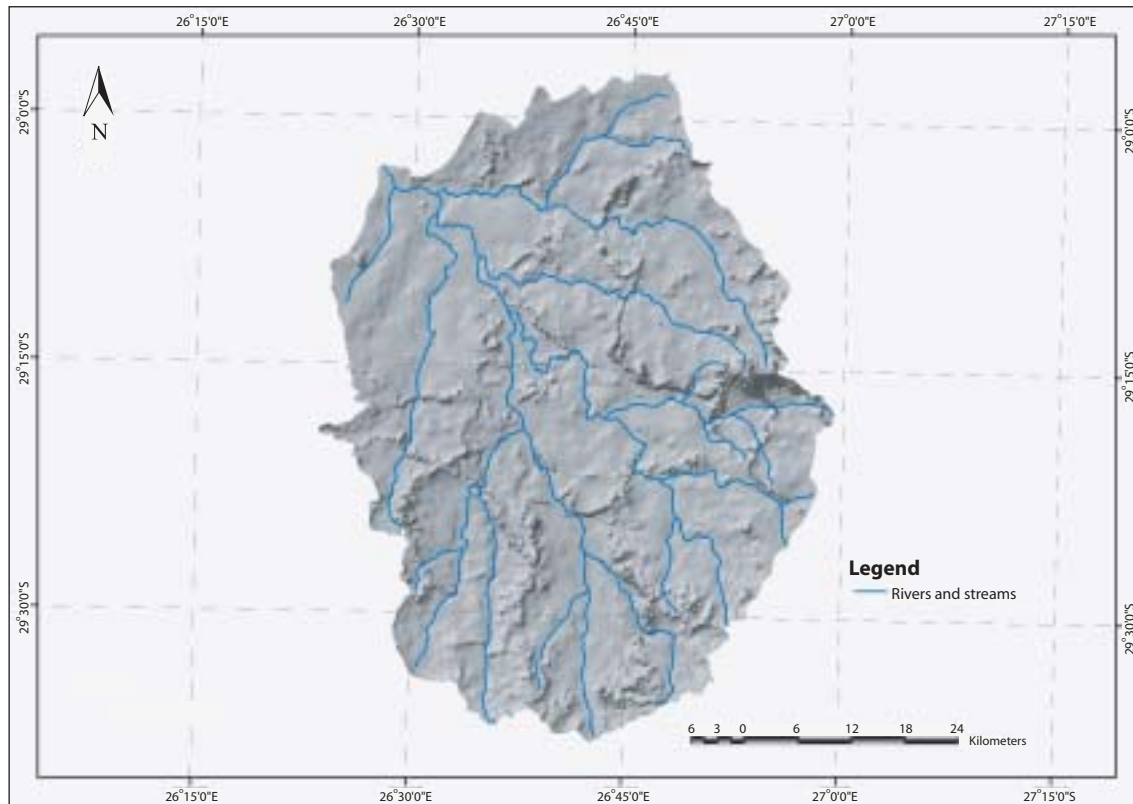 26°15'0"E 26°30'0"E 26°45'0"E 27°0'0"E 27°15'0"E
N
29°0'0"S 29°0'0"S
29°15'0"S 29°15'0"S
Legend
Rivers and streams
29°30'0"S 29°30'0"S
6 3 0 6 12 18 24
Kilometers
26°15'0"E 26°30'0"E 26°45'0"E 27°0'0"E 27°15'0"S